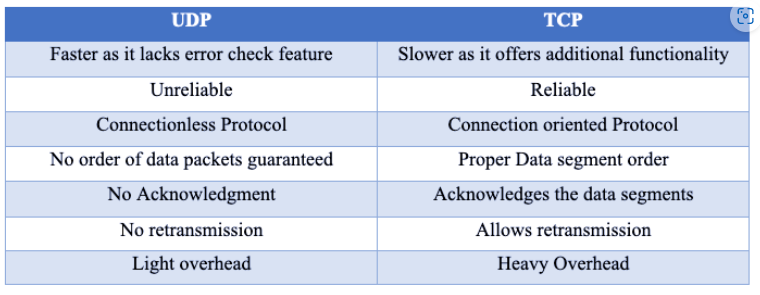 UDP TCP
Faster as it lacks error check feature Slower as it offers additional functionality
Unreliable Reliable
Connectionless Protocol Connection oriented Protocol
No order of data packets guaranteed Proper Data segment order
No Acknowledgment Acknowledges the data segments
No retransmission Allows retransmission
Light overhead Heavy Overhead